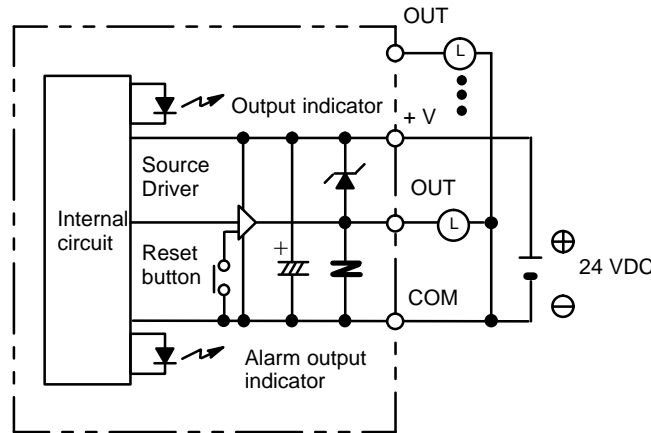 OUT
L
Output indicator
+ V
Source
Driver
OUT
Internal
circuit
L
Reset
button
+
24 VDC
COM
Alarm output
indicator